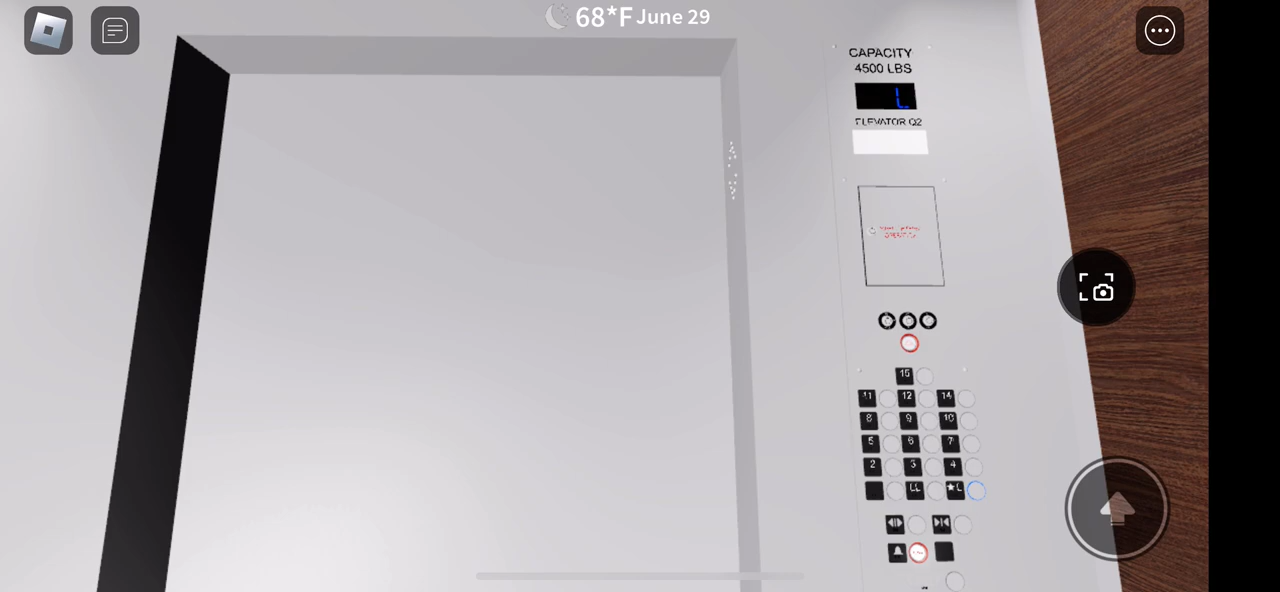 68°F June 29
CAPACITY
4500 LBS
L
ELEVATOR Q2
15
11 12 14
8 9 10
5 6 7
2 3 4
LL ★L